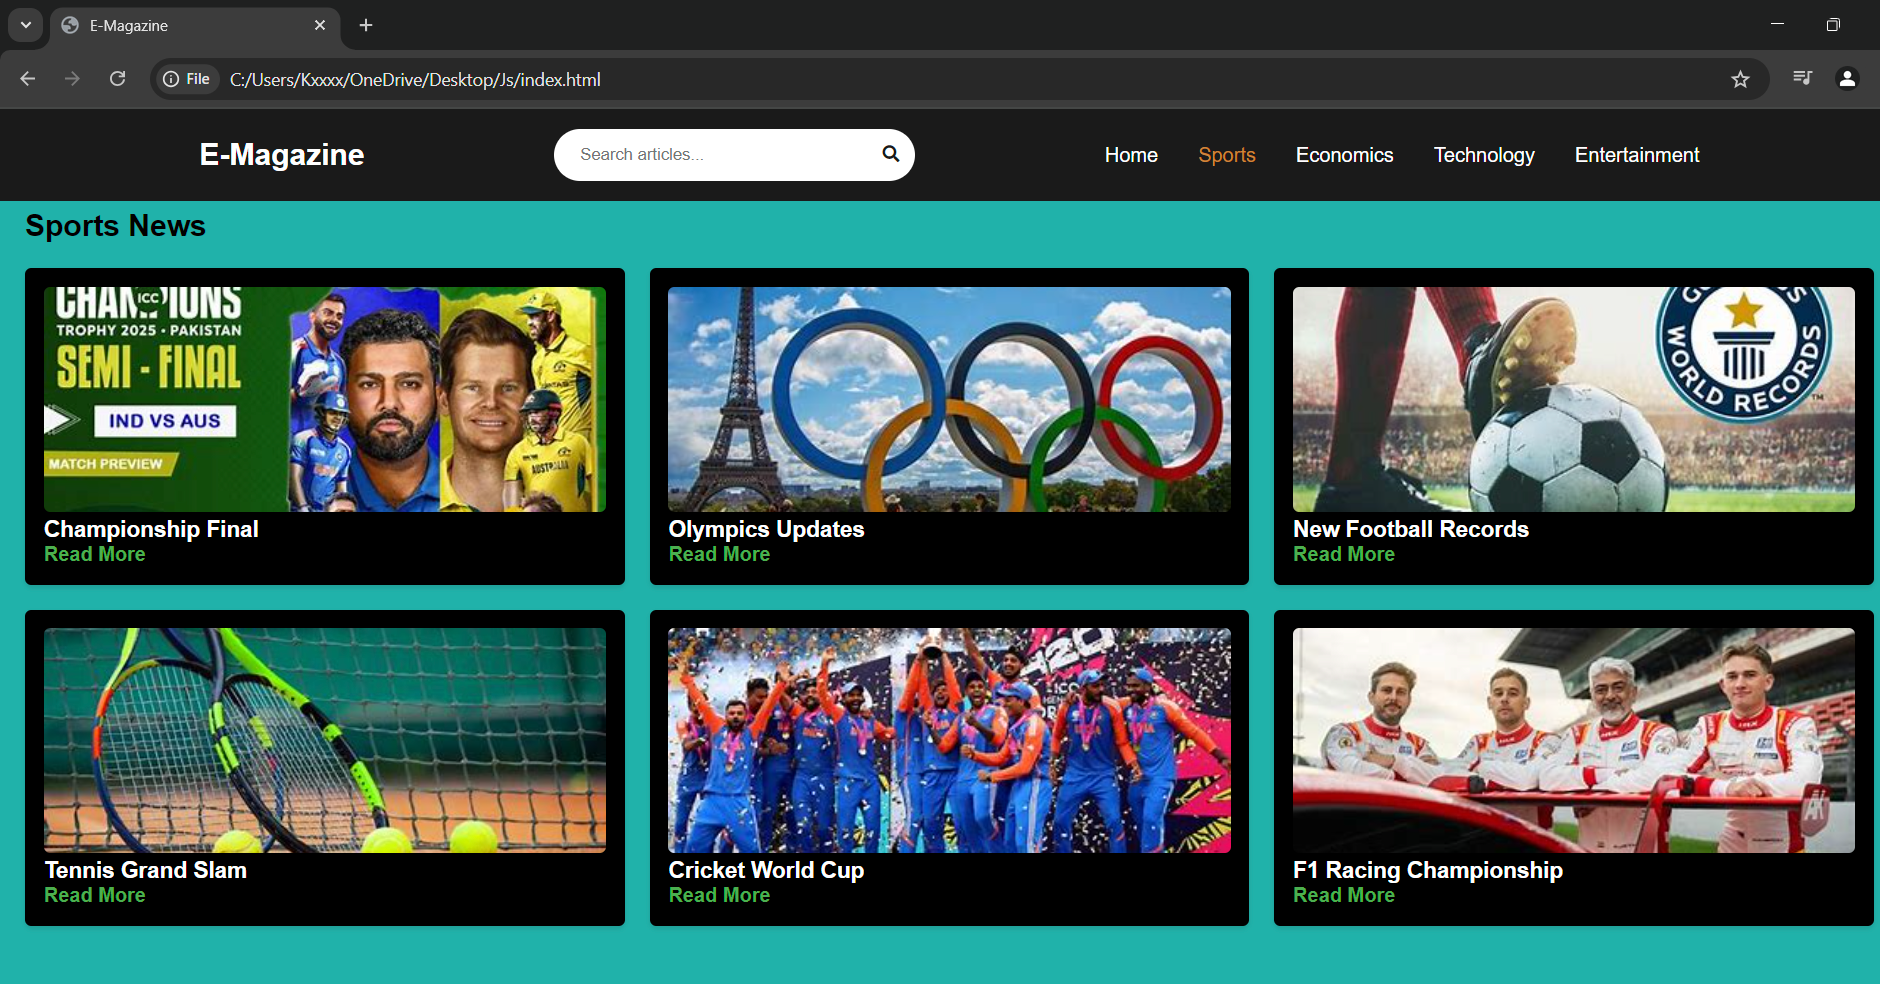 E-Magazine
File
C:/Users/Kxxxx/OneDrive/Desktop/Js/index.html
E-Magazine
Search articles...
Home
Sports
Economics
Technology
Entertainment
Sports News
CHAMPIONS
ICC
TROPHY 2025 · PAKISTAN
SEMI - FINAL
IND VS AUS
MATCH PREVIEW
AUSTRALIA
WORLD RECORDS
TM
Championship Final
Read More
Olympics Updates
Read More
New Football Records
Read More
ICC
Tennis Grand Slam
Read More
Cricket World Cup
Read More
F1 Racing Championship
Read More